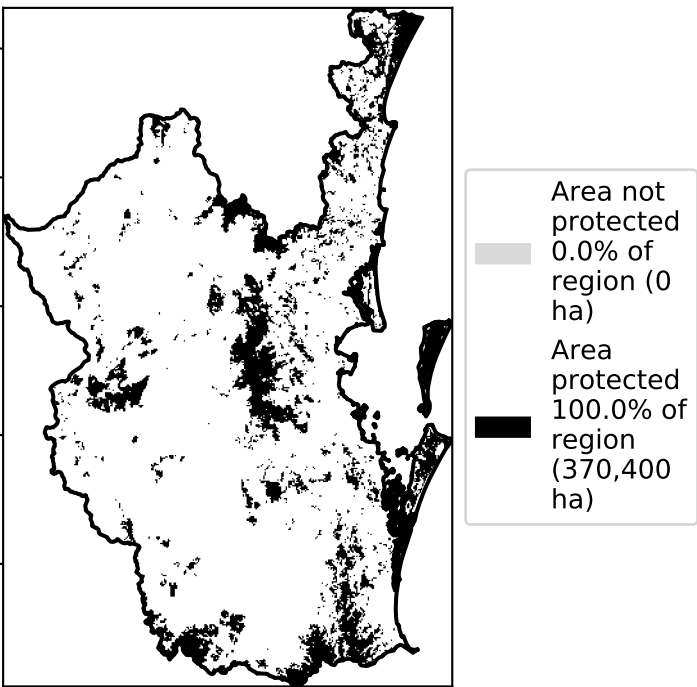 Area not
protected
0.0% of
region (0
ha)
Area
protected
100.0% of
region
(370,400
ha)